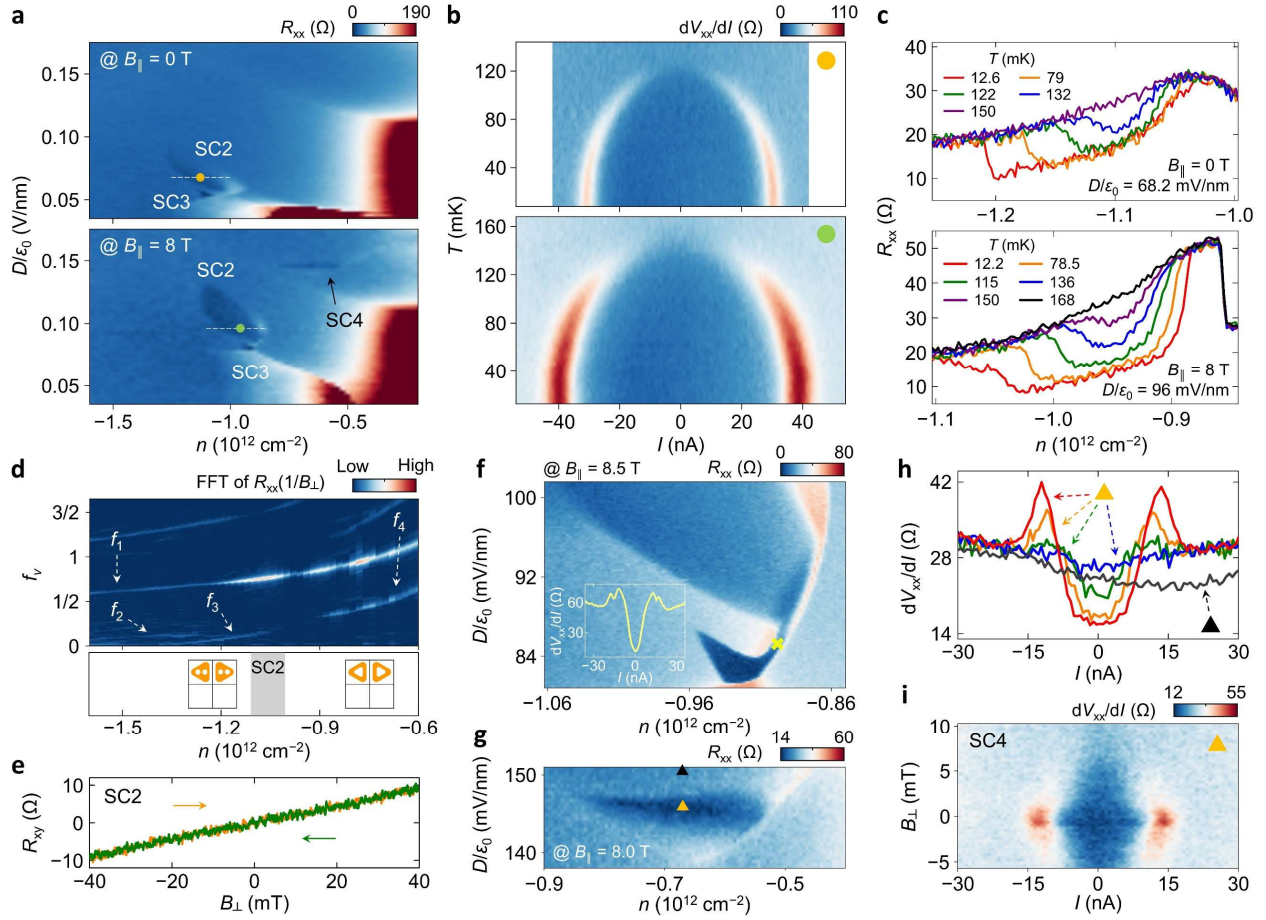 a
R_xx (Ω)
0 190
@ B_∥ = 0 T
0.15
0.10
0.05
SC2
SC3
@ B_∥ = 8 T
0.15
0.10
0.05
SC2
SC3
SC4
D/ε_0 (V/nm)
−1.5 −1.0 −0.5
n (10^12 cm^−2)
b
dV_xx/dI (Ω)
0 110
120
80
40
160
120
80
40
T (mK)
−40 −20 0 20 40
I (nA)
c
40
30
20
10
0
T (mK)
12.6 79
122 132
150
B_∥ = 0 T
D/ε_0 = 68.2 mV/nm
−1.2 −1.1 −1.0
R_xx (Ω)
50
40
30
20
10
T (mK)
12.2 78.5
115 136
150 168
B_∥ = 8 T
D/ε_0 = 96 mV/nm
−1.1 −1.0 −0.9
n (10^12 cm^−2)
d
FFT of R_xx(1/B_⊥)
Low High
3/2
1
1/2
0
f_ν
f_1
f_2
f_3
f_4
SC2
−1.5 −1.2 −0.9 −0.6
n (10^12 cm^−2)
e
SC2
10
0
−10
R_xy (Ω)
−40 −20 0 20 40
B_⊥ (mT)
f
@ B_∥ = 8.5 T
R_xx (Ω)
0 80
100
92
84
D/ε_0 (mV/nm)
60
30
dV_xx/dI (Ω)
−30 0 30
I (nA)
−1.06 −0.96 −0.86
n (10^12 cm^−2)
g
R_xx (Ω)
14 60
150
140
D/ε_0 (mV/nm)
@ B_∥ = 8.0 T
−0.9 −0.7 −0.5
n (10^12 cm^−2)
h
42
28
14
dV_xx/dI (Ω)
−30 −15 0 15 30
I (nA)
i
dV_xx/dI (Ω)
12 55
SC4
10
5
0
−5
B_⊥ (mT)
−30 −15 0 15 30
I (nA)